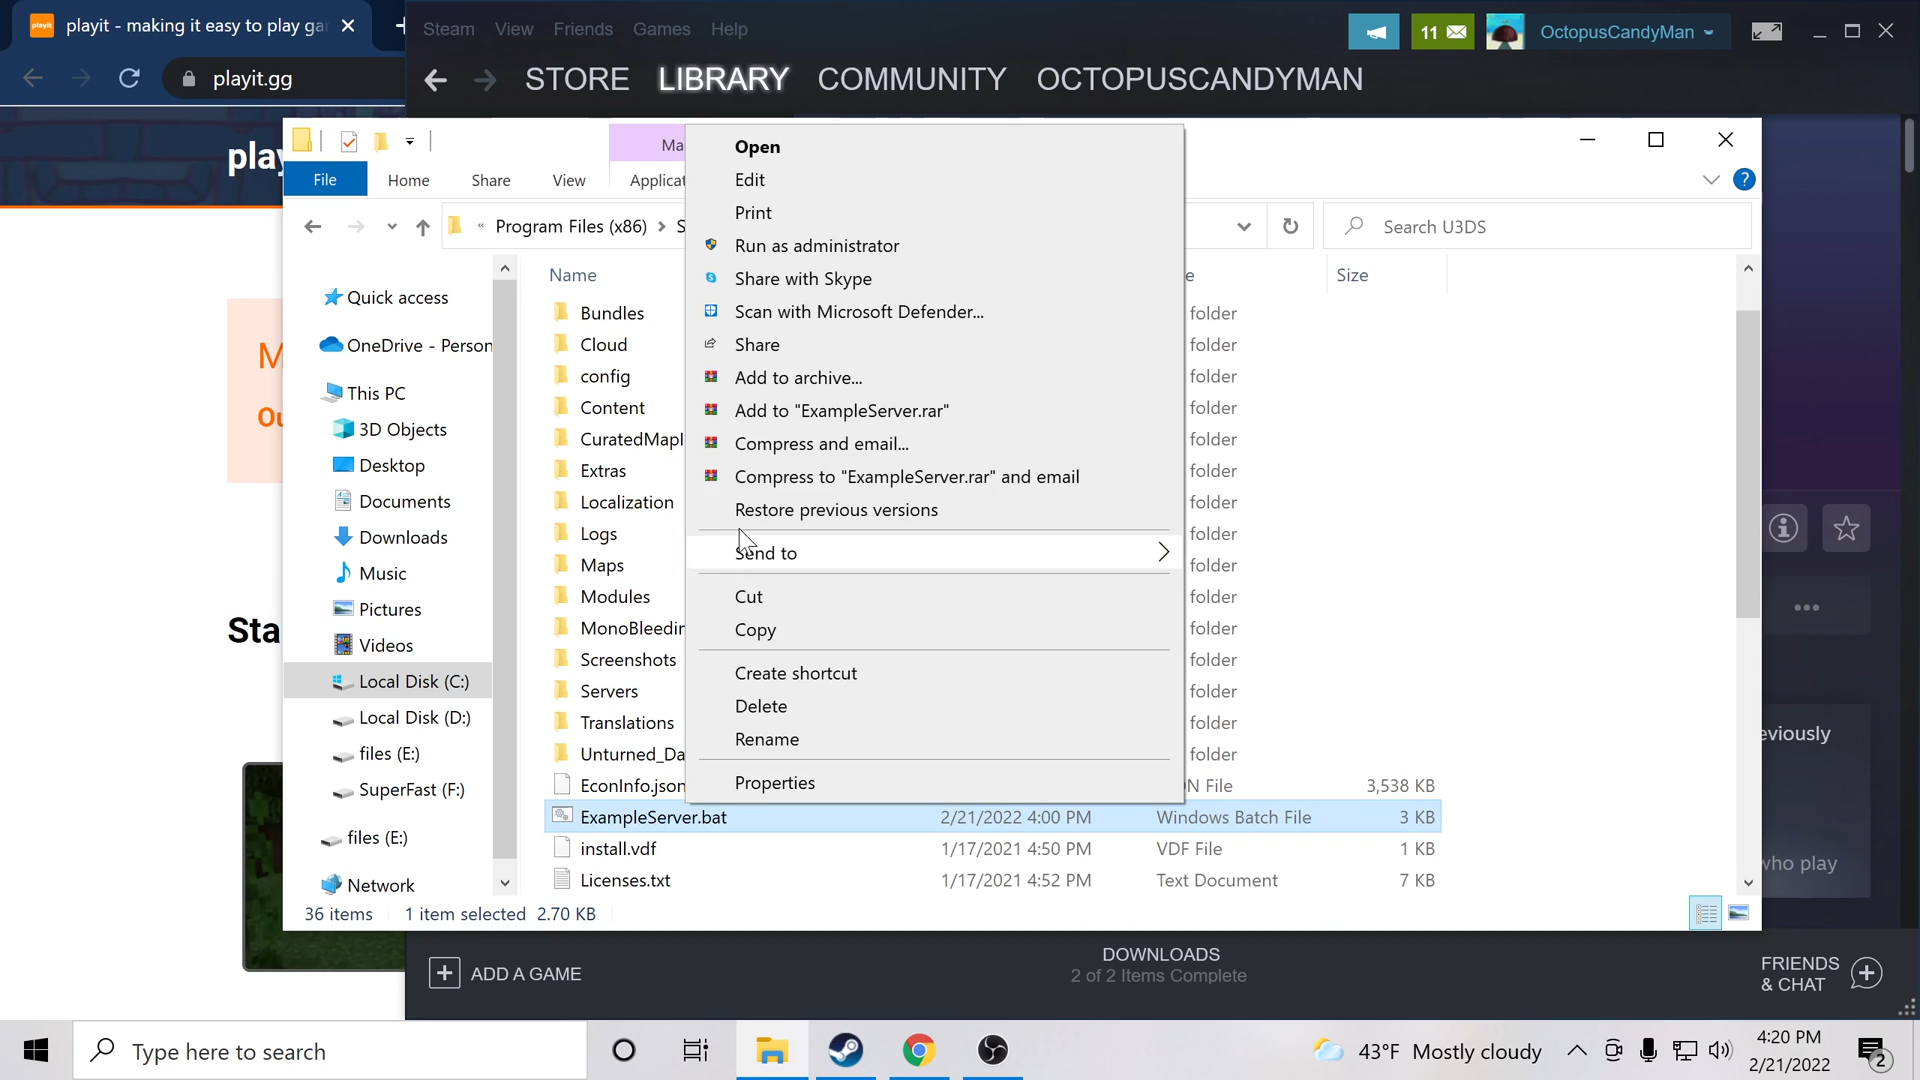 playit - making it easy to play ga
Steam View Friends Games Help
11
OctopusCandyMan
playit.gg
STORE LIBRARY COMMUNITY OCTOPUSCANDYMAN
File Home Share View
Program Files (x86)
Search U3DS
Name
Size
Quick access
OneDrive - Person
This PC
3D Objects
Desktop
Documents
Downloads
Music
Pictures
Videos
Local Disk (C:)
Local Disk (D:)
files (E:)
SuperFast (F:)
files (E:)
Network
Bundles folder
Cloud folder
config folder
Content folder
CuratedMap folder
Extras folder
Localization folder
Logs folder
Maps folder
Modules folder
MonoBleedin folder
Screenshots folder
Servers folder
Translations folder
Unturned_Da folder
EconInfo.json N File 3,538 KB
ExampleServer.bat 2/21/2022 4:00 PM Windows Batch File 3 KB
install.vdf 1/17/2021 4:50 PM VDF File 1 KB
Licenses.txt 1/17/2021 4:52 PM Text Document 7 KB
36 items 1 item selected 2.70 KB
Open
Edit
Print
Run as administrator
Share with Skype
Scan with Microsoft Defender...
Share
Add to archive...
Add to "ExampleServer.rar"
Compress and email...
Compress to "ExampleServer.rar" and email
Restore previous versions
Send to
Cut
Copy
Create shortcut
Delete
Rename
Properties
eviously
who play
play
Sta
ADD A GAME
DOWNLOADS
2 of 2 Items Complete
FRIENDS
& CHAT
Type here to search
43°F Mostly cloudy
4:20 PM
2/21/2022
2